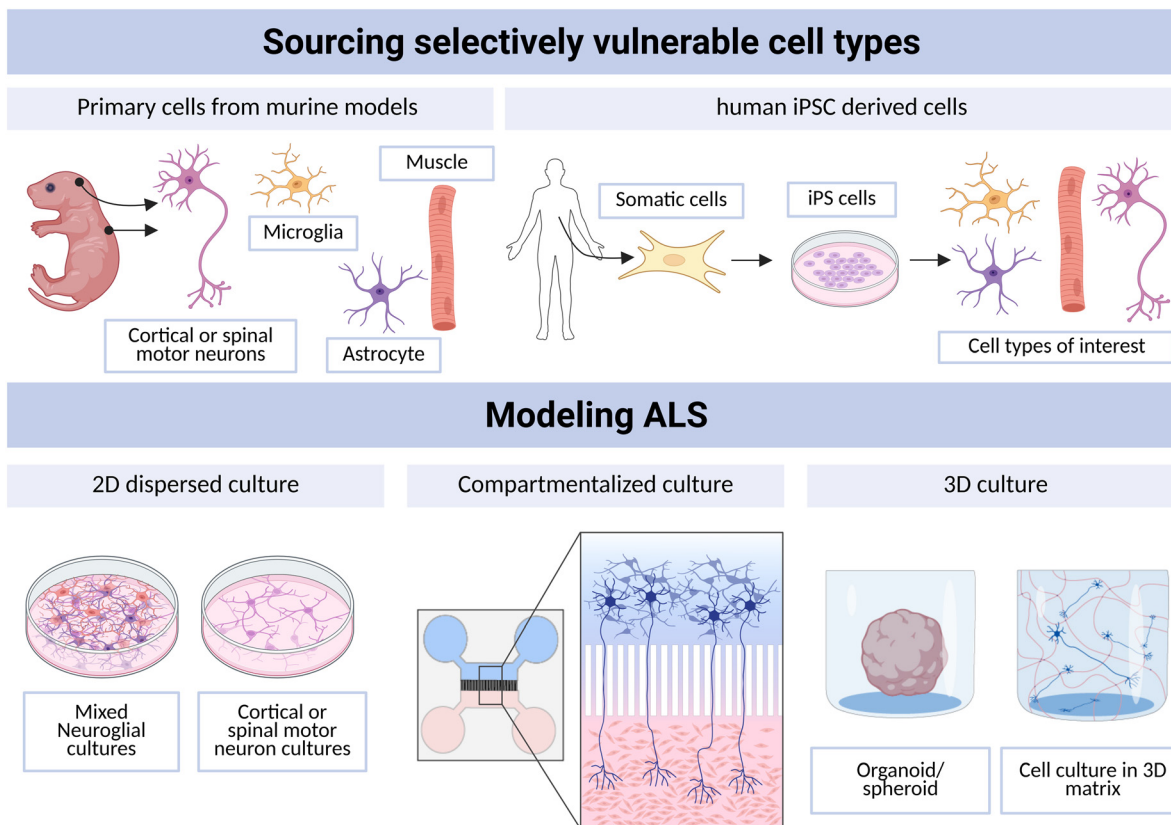 Sourcing selectively vulnerable cell types
Primary cells from murine models
human iPSC derived cells
Muscle
Microglia
Cortical or spinal
motor neurons
Astrocyte
Somatic cells
iPS cells
Cell types of interest
Modeling ALS
2D dispersed culture
Compartmentalized culture
3D culture
Mixed
Neuroglial
cultures
Cortical or
spinal motor
neuron cultures
Organoid/
spheroid
Cell culture in 3D
matrix